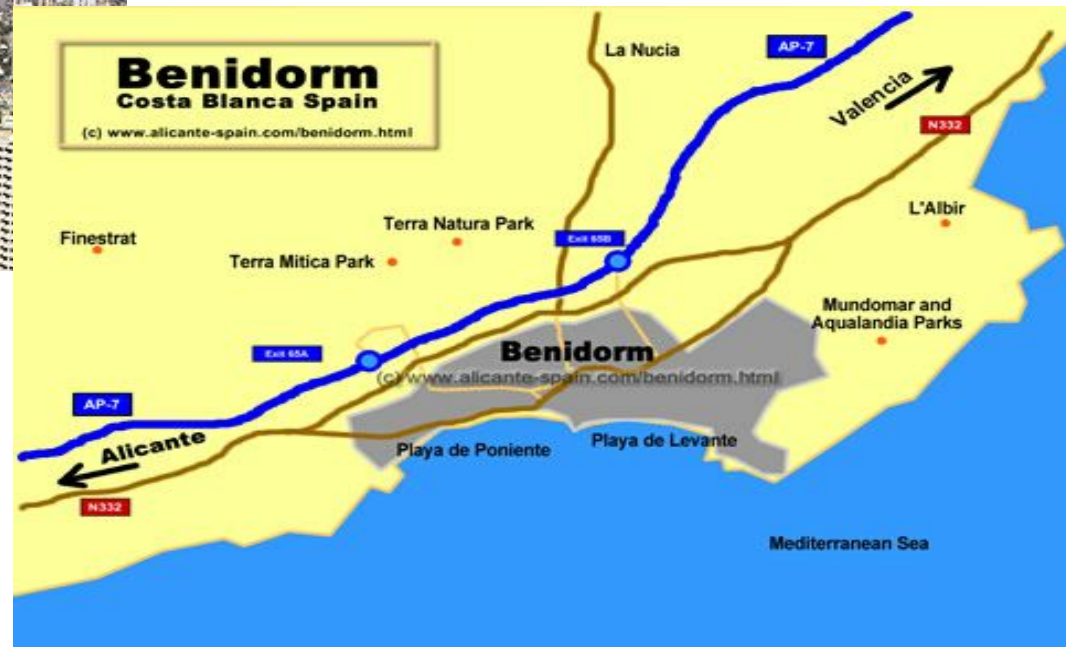 Benidorm
Costa Blanca Spain
(c) www.alicante-spain.com/benidorm.html
La Nucia
AP-7
Valencia
N332
Finestrat
Terra Natura Park
Exit 65B
L'Albir
Terra Mitica Park
Mundomar and
Aqualandia Parks
Exit 65A
Benidorm
(c) www.alicante-spain.com/benidorm.html
AP-7
Alicante
Playa de Poniente
Playa de Levante
N332
Mediterranean Sea